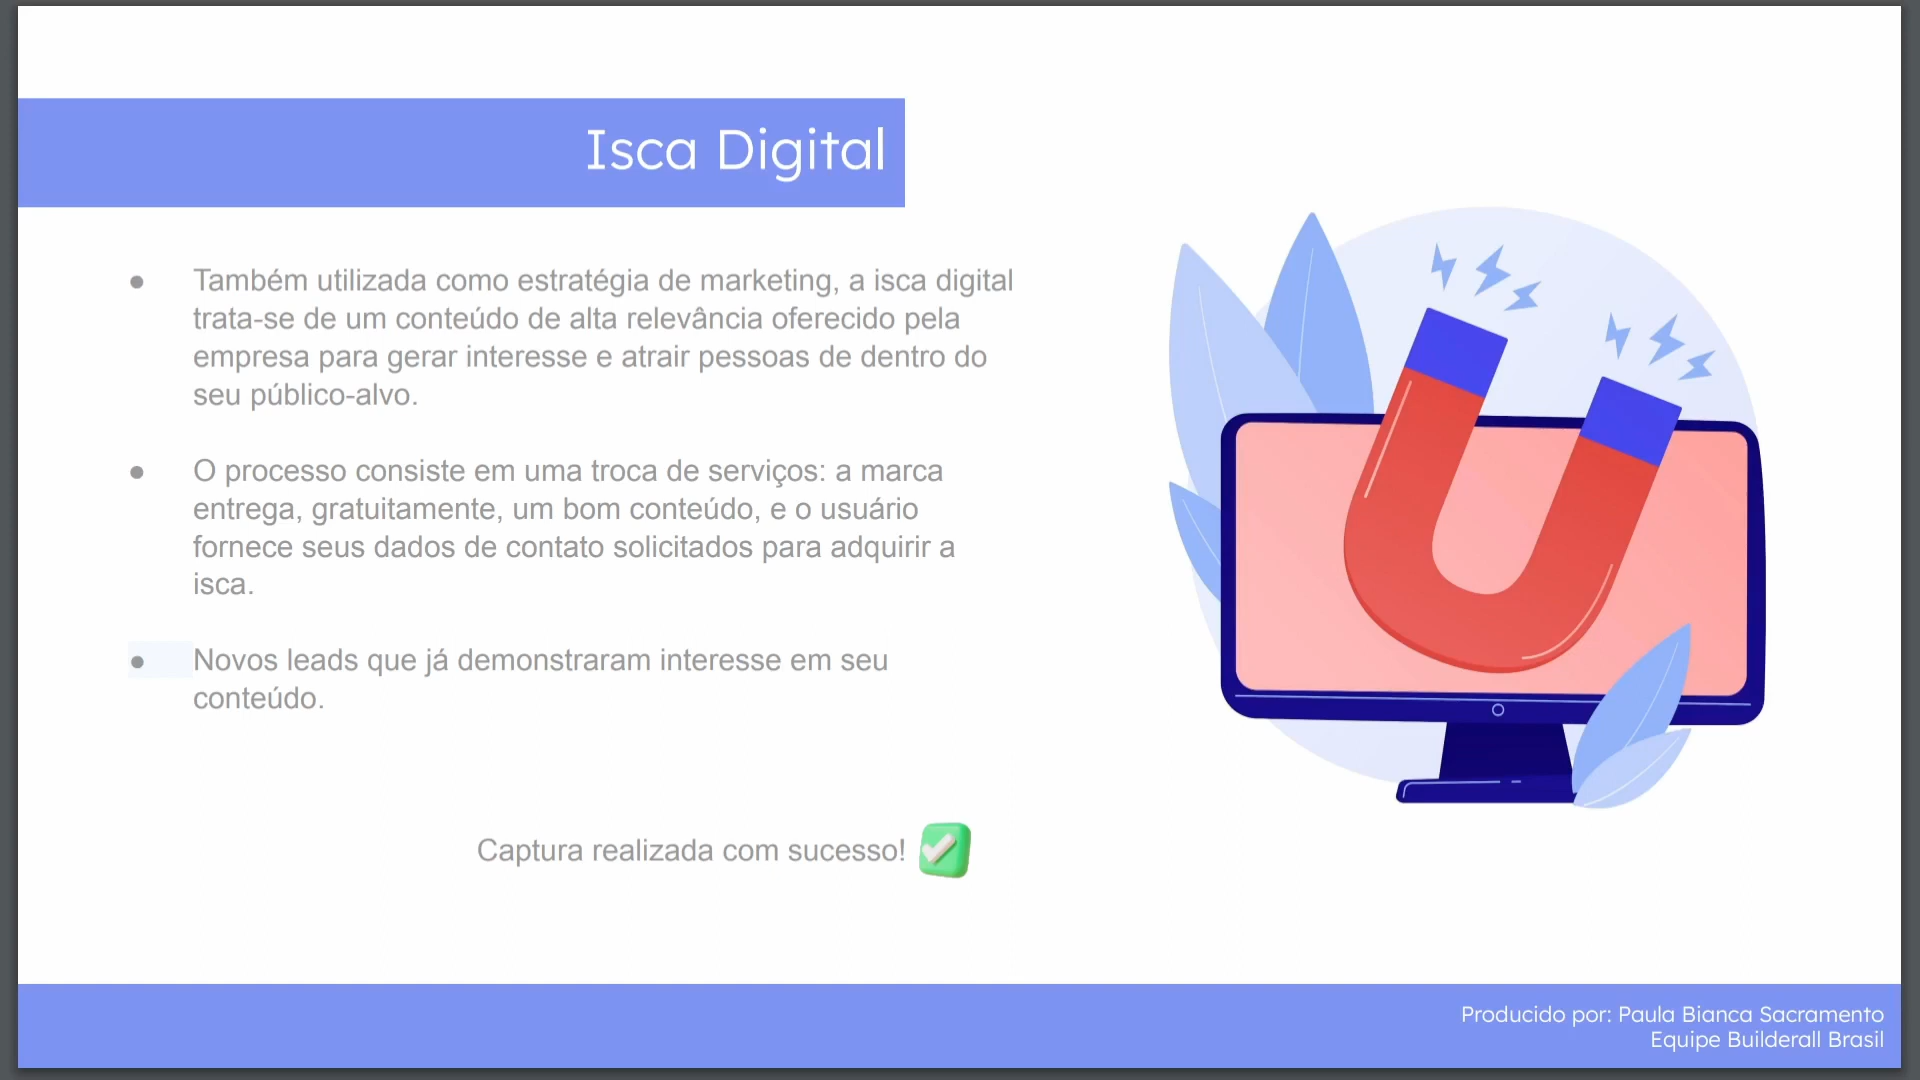 Isca Digital
● Também utilizada como estratégia de marketing, a isca digital
trata-se de um conteúdo de alta relevância oferecido pela
empresa para gerar interesse e atrair pessoas de dentro do
seu público-alvo.
● O processo consiste em uma troca de serviços: a marca
entrega, gratuitamente, um bom conteúdo, e o usuário
fornece seus dados de contato solicitados para adquirir a
isca.
● Novos leads que já demonstraram interesse em seu
conteúdo.
Captura realizada com sucesso!
Producido por: Paula Bianca Sacramento
Equipe Builderall Brasil